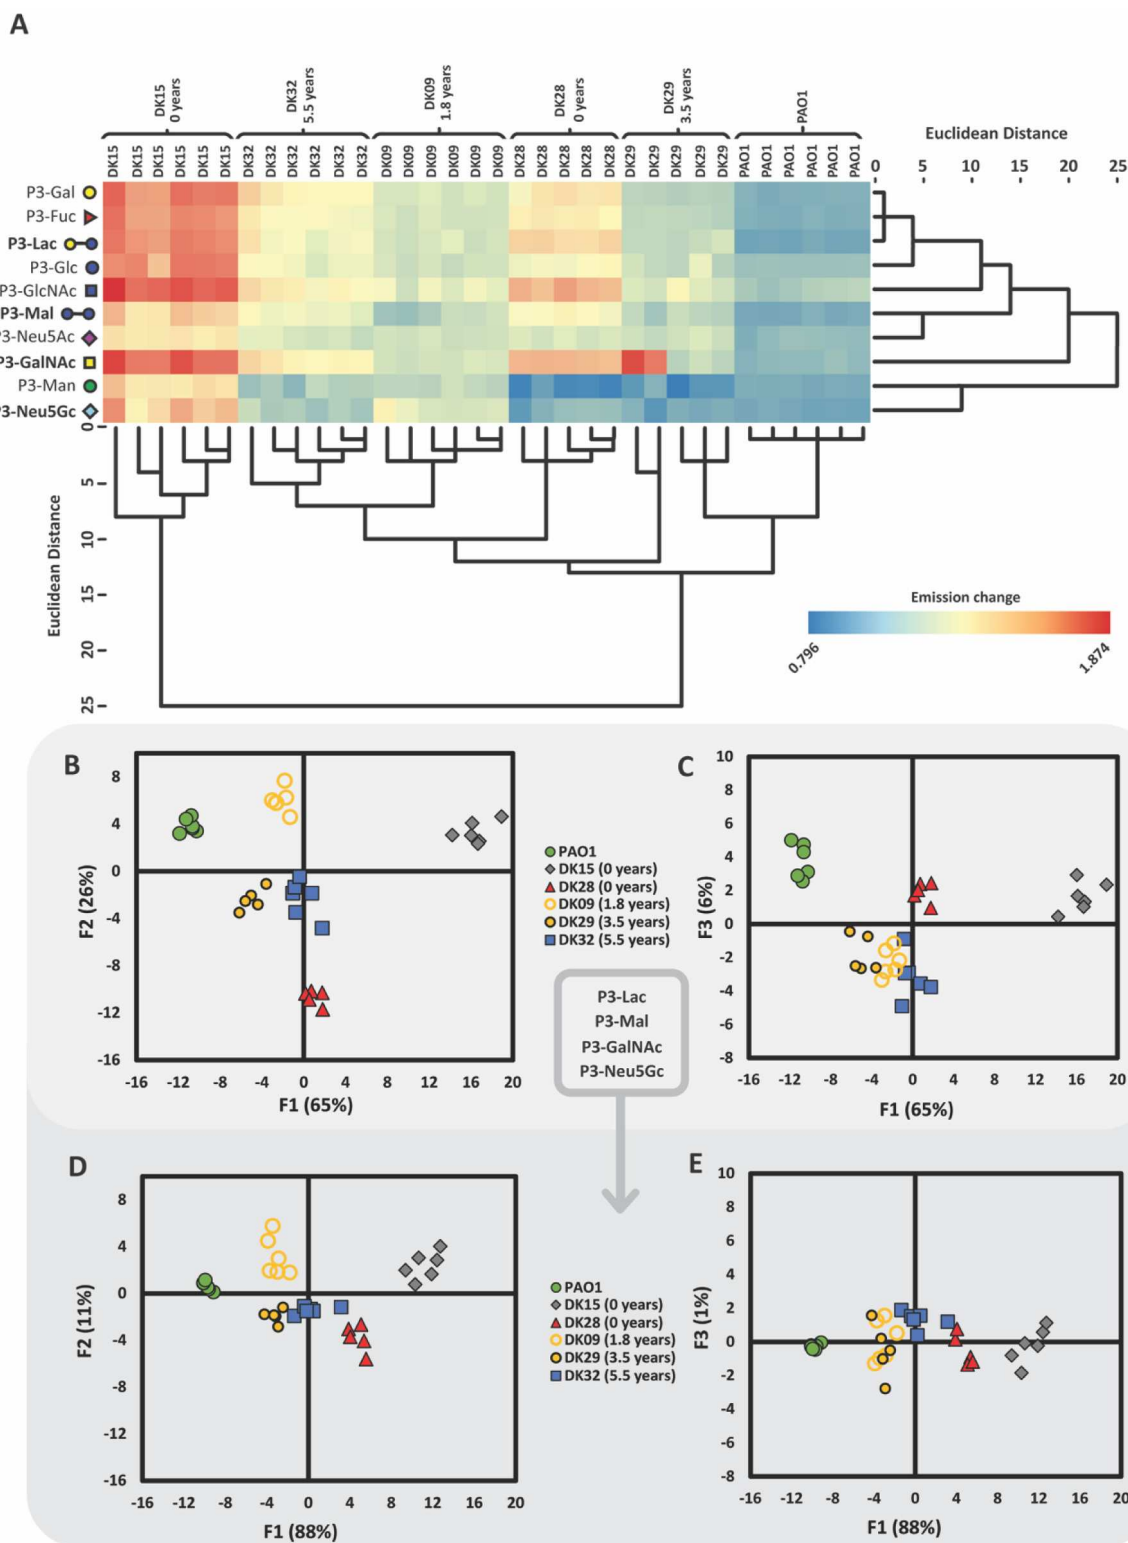 A
DK15
0 years
DK32
5.5 years
DK09
1.8 years
DK28
0 years
DK29
3.5 years
PAO1
Euclidean Distance
DK15 DK15 DK15 DK15 DK15 DK15 DK32 DK32 DK32 DK32 DK32 DK32 DK09 DK09 DK09 DK09 DK09 DK09 DK28 DK28 DK28 DK28 DK28 DK29 DK29 DK29 DK29 DK29 PAO1 PAO1 PAO1 PAO1 PAO1 PAO1
0 5 10 15 20 25
P3-Gal
P3-Fuc
P3-Lac
P3-Glc
P3-GlcNAc
P3-Mal
P3-Neu5Ac
P3-GalNAc
P3-Man
P3-Neu5Gc
0
5
10
15
20
25
Euclidean Distance
Emission change
0.796 1.874
B
8
4
0
-4
-8
-12
-16
F2 (26%)
-16 -12 -8 -4 0 4 8 12 16 20
F1 (65%)
PAO1
DK15 (0 years)
DK28 (0 years)
DK09 (1.8 years)
DK29 (3.5 years)
DK32 (5.5 years)
P3-Lac
P3-Mal
P3-GalNAc
P3-Neu5Gc
C
10
8
6
4
2
0
-2
-4
-6
-8
F3 (6%)
-16 -12 -8 -4 0 4 8 12 16 20
F1 (65%)
D
8
4
0
-4
-8
-12
-16
F2 (11%)
-16 -12 -8 -4 0 4 8 12 16 20
F1 (88%)
PAO1
DK15 (0 years)
DK28 (0 years)
DK09 (1.8 years)
DK29 (3.5 years)
DK32 (5.5 years)
E
10
8
6
4
2
0
-2
-4
-6
-8
F3 (1%)
-16 -12 -8 -4 0 4 8 12 16 20
F1 (88%)